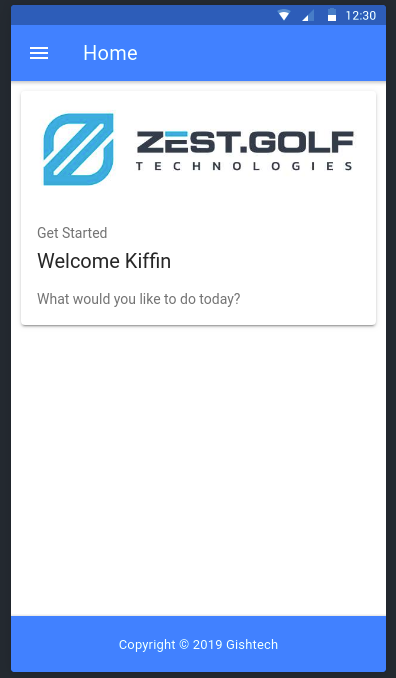 12:30
Home
ZEST.GOLF
TECHNOLOGIES
Get Started
Welcome Kiffin
What would you like to do today?
Copyright © 2019 Gishtech